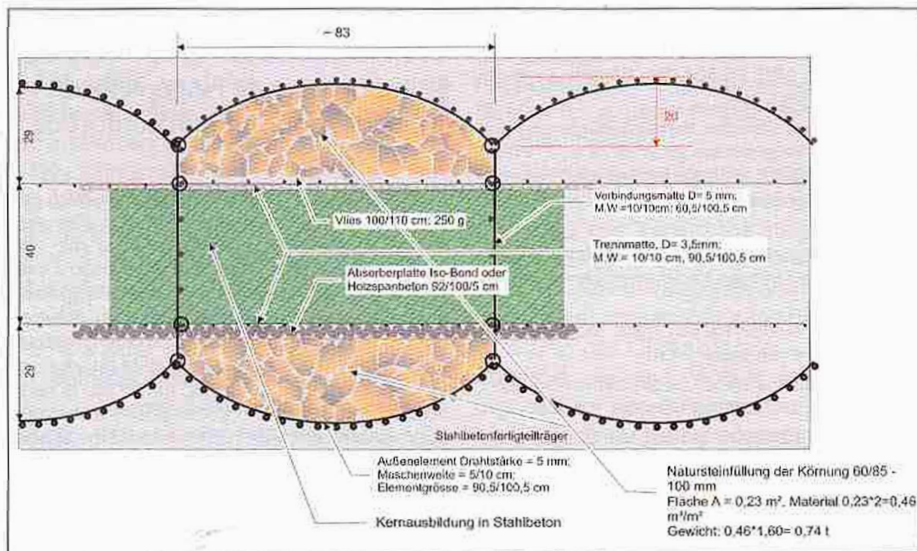 ~ 83
20
29
Vlies 100/110 cm; 250 g
Verbindungsmatte D= 5 mm;
M.W.=10/10cm; 60,5/100,5 cm
40
Trennmatte, D= 3,5mm;
M.W.= 10/10 cm, 90,5/100,5 cm
Absorberplatte Iso-Bond oder
Holzspanbeton 92/100/5 cm
29
Stahlbetonfertigteilträger
Außenelement Drahtstärke = 5 mm;
Maschenweite = 5/10 cm;
Elementgrösse = 90,5/100,5 cm
Kernausbildung in Stahlbeton
Natursteinfüllung der Körnung 60/85 -
100 mm
Fläche A = 0,23 m², Material 0,23*2=0,46
m³/m²
Gewicht: 0,46*1,60= 0,74 t